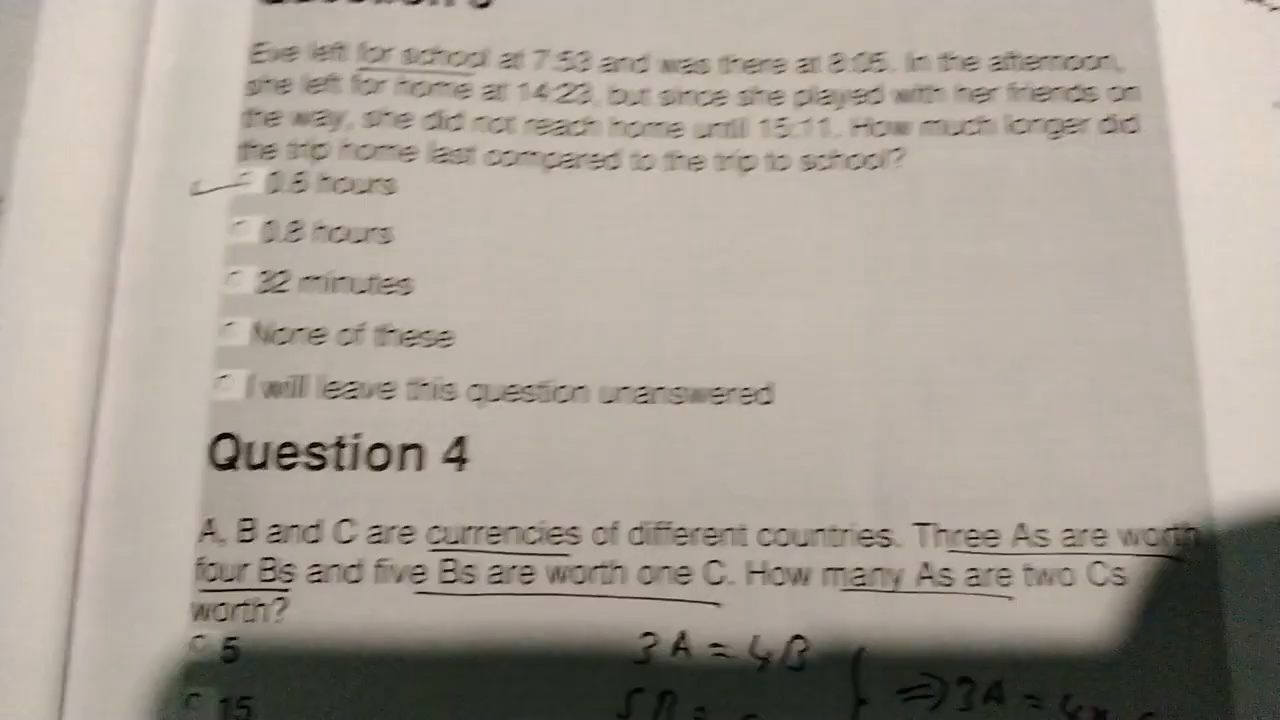 Eve left for school at 7:53 and was there at 8:05. In the afternoon,
she left for home at 14:23, but since she played with her friends on
the way, she did not reach home until 15:11. How much longer did
the trip home last compared to the trip to school?
hours
0.8 hours
32 minutes
None of these
I will leave this question unanswered
Question 4
A, B and C are currencies of different countries. Three As are worth
four Bs and five Bs are worth one C. How many As are two Cs
worth?
5
3A = 4B
15
⇒ 3A =